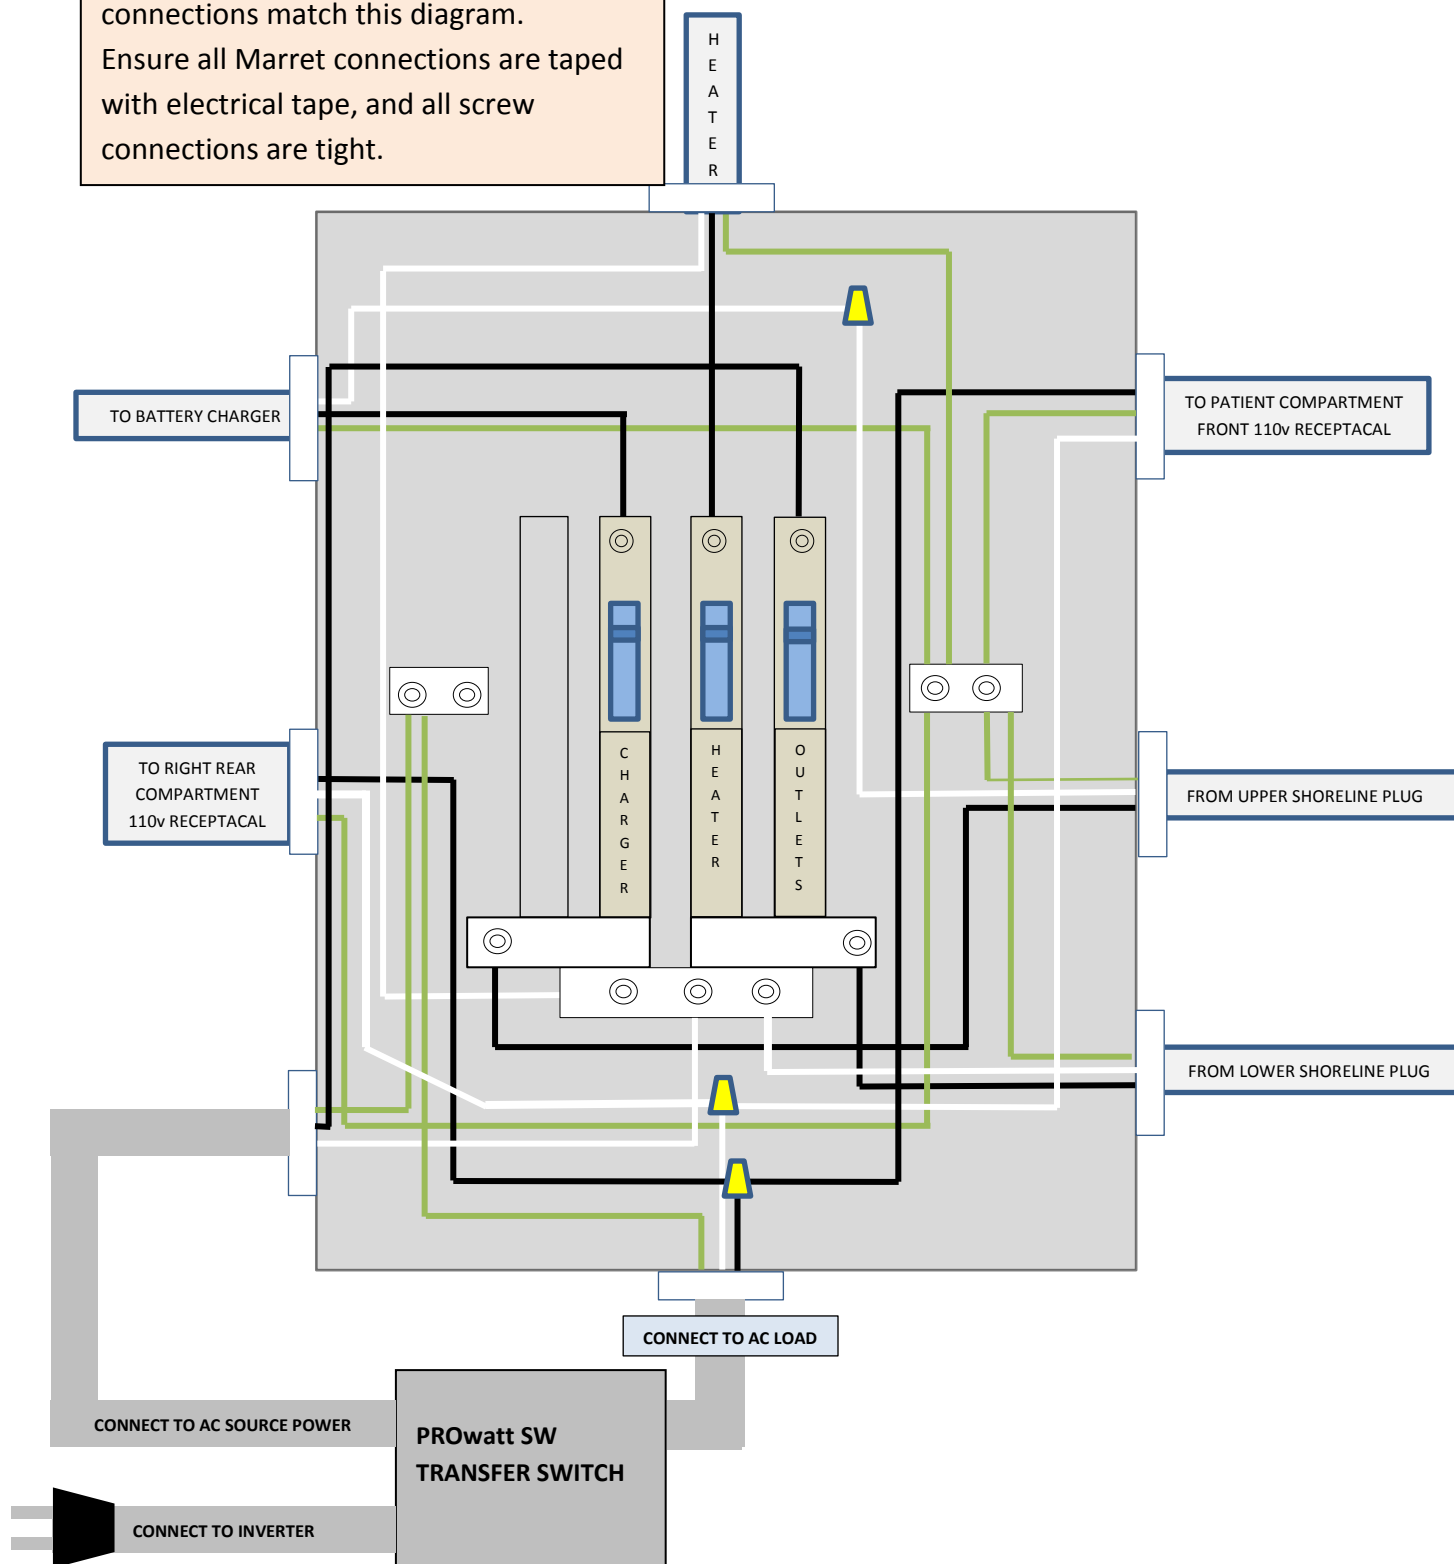 connections match this diagram.
Ensure all Marret connections are taped
with electrical tape, and all screw
connections are tight.
HEATER
TO BATTERY CHARGER
TO PATIENT COMPARTMENT
FRONT 110v RECEPTACAL
CHARGER
HEATER
OUTLETS
TO RIGHT REAR
COMPARTMENT
110v RECEPTACAL
FROM UPPER SHORELINE PLUG
FROM LOWER SHORELINE PLUG
CONNECT TO AC LOAD
CONNECT TO AC SOURCE POWER
PROwatt SW
TRANSFER SWITCH
CONNECT TO INVERTER